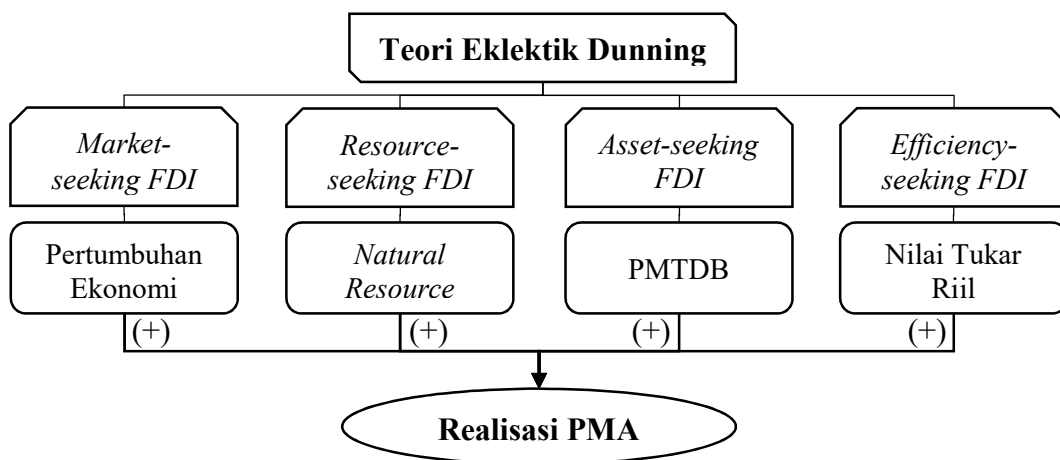 Teori Eklektik Dunning
Market-
seeking FDI
Resource-
seeking FDI
Asset-seeking
FDI
Efficiency-
seeking FDI
Pertumbuhan
Ekonomi
Natural
Resource
PMTDB
Nilai Tukar
Riil
(+)
(+)
(+)
(+)
Realisasi PMA